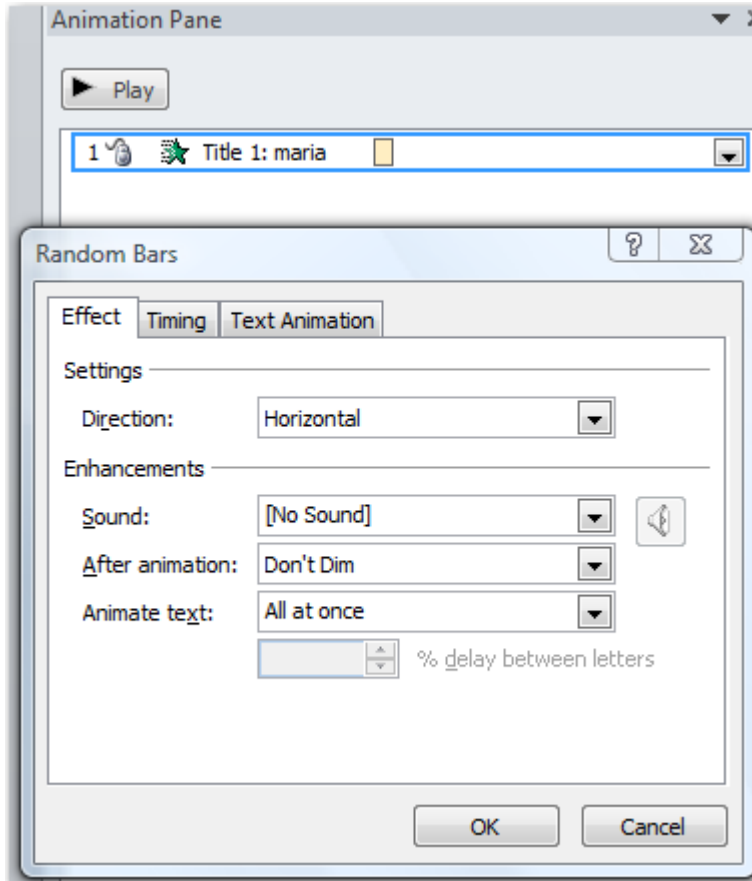 Animation Pane
Play
1 Title 1: maria
Random Bars
Effect Timing Text Animation
Settings
Direction: Horizontal
Enhancements
Sound: [No Sound]
After animation: Don't Dim
Animate text: All at once
% delay between letters
OK Cancel